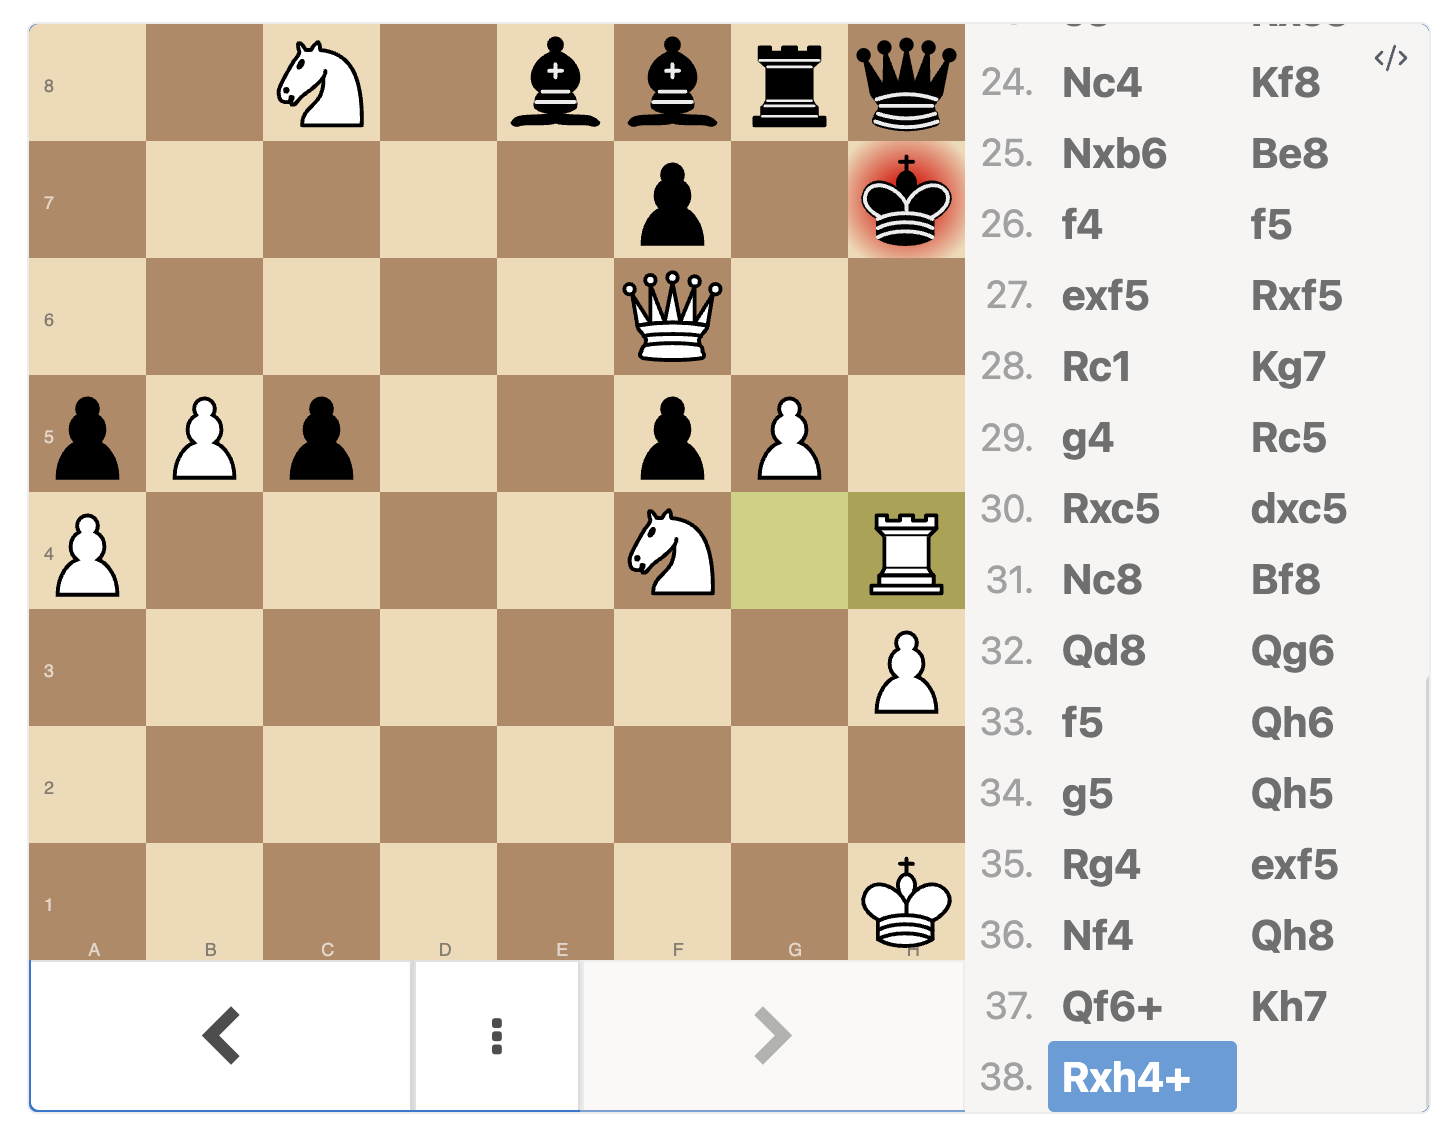 8
7
6
5
4
3
2
1
A B C D E F G H
</>
24. Nc4 Kf8
25. Nxb6 Be8
26. f4 f5
27. exf5 Rxf5
28. Rc1 Kg7
29. g4 Rc5
30. Rxc5 dxc5
31. Nc8 Bf8
32. Qd8 Qg6
33. f5 Qh6
34. g5 Qh5
35. Rg4 exf5
36. Nf4 Qh8
37. Qf6+ Kh7
38. Rxh4+